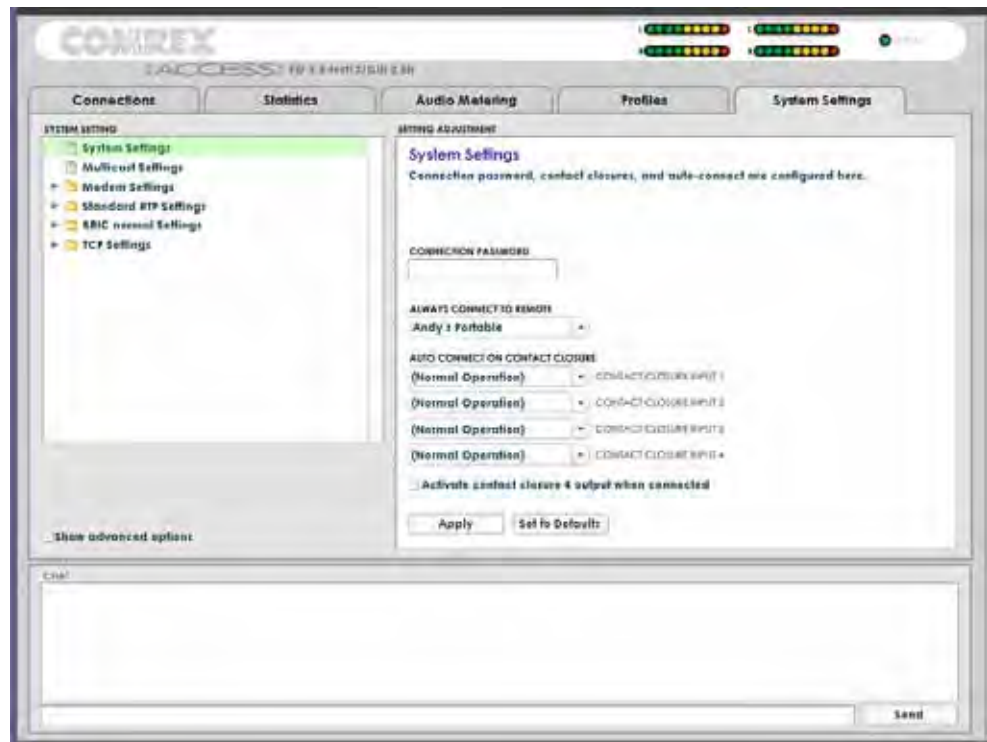 COMREX
ACCESS
Connections
Statistics
Audio Metering
Profiles
System Settings
SYSTEM SETTING
System Settings
Multicast Settings
Modem Settings
Standard RTP Settings
BRIC normal Settings
TCP Settings
Show advanced options
SETTING ADJUSTMENT
System Settings
Connection password, contact closures, and auto-connect are configured here.
CONNECTION PASSWORD
ALWAYS CONNECT TO REMOTE
Andy's Portable
AUTO CONNECT ON CONTACT CLOSURE
(Normal Operation) CONTACT CLOSURE INPUT 1
(Normal Operation) CONTACT CLOSURE INPUT 2
(Normal Operation) CONTACT CLOSURE INPUT 3
(Normal Operation) CONTACT CLOSURE INPUT 4
Activate contact closure 4 output when connected
Apply
Set to Defaults
Chat
Send